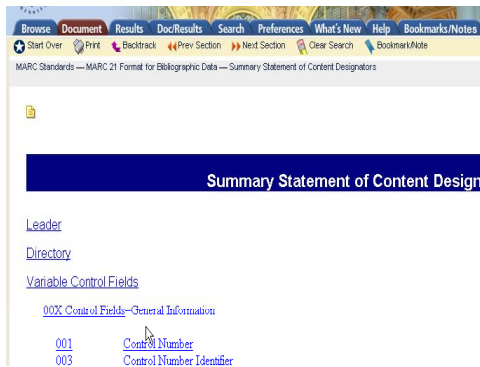 Browse Document Results Doc/Results Search Preferences What's New Help Bookmarks/Notes
Start Over Print Backtrack Prev Section Next Section Clear Search Bookmark/Note
MARC Standards — MARC 21 Format for Bibliographic Data — Summary Statement of Content Designators
Summary Statement of Content Design
Leader
Directory
Variable Control Fields
00X Control Fields–General Information
001 Control Number
003 Control Number Identifier